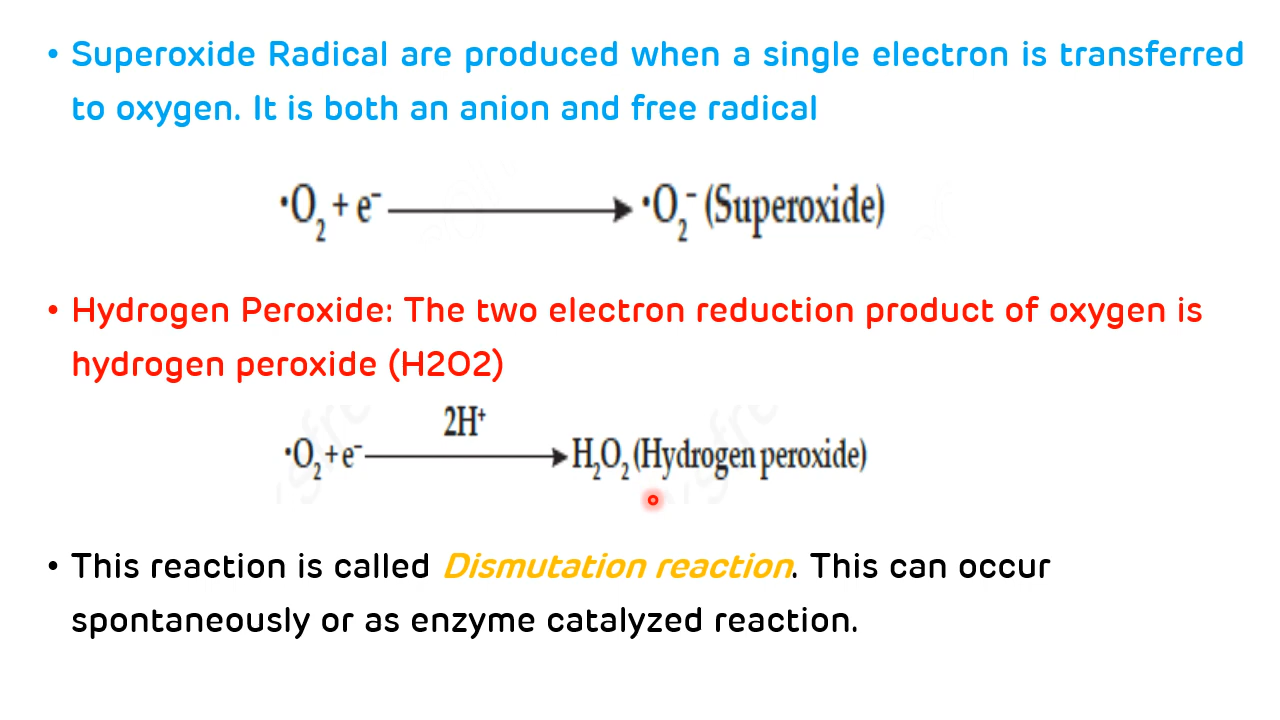 • Superoxide Radical are produced when a single electron is transferred
to oxygen. It is both an anion and free radical
•O₂ + e⁻ → •O₂⁻ (Superoxide)
• Hydrogen Peroxide: The two electron reduction product of oxygen is
hydrogen peroxide (H2O2)
2H⁺
•O₂ + e⁻ → H₂O₂ (Hydrogen peroxide)
• This reaction is called Dismutation reaction. This can occur
spontaneously or as enzyme catalyzed reaction.